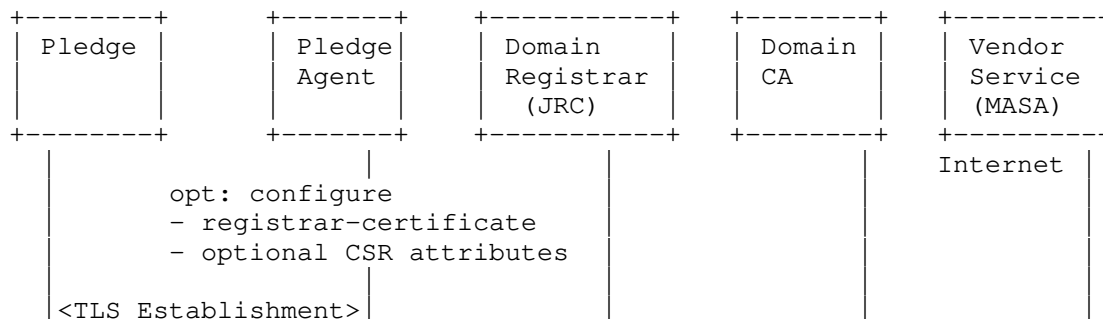 +--------+ +-------+ +-----------+ +--------+ +---------
| Pledge | | Pledge| | Domain | | Domain | | Vendor
| | | Agent | | Registrar | | CA | | Service
| | | | | (JRC) | | | | (MASA)
+--------+ +-------+ +-----------+ +--------+ +---------
| | | | Internet |
| opt: configure | | |
| - registrar-certificate | | |
| - optional CSR attributes | | |
| | | | |
|<TLS Establishment>| | | |